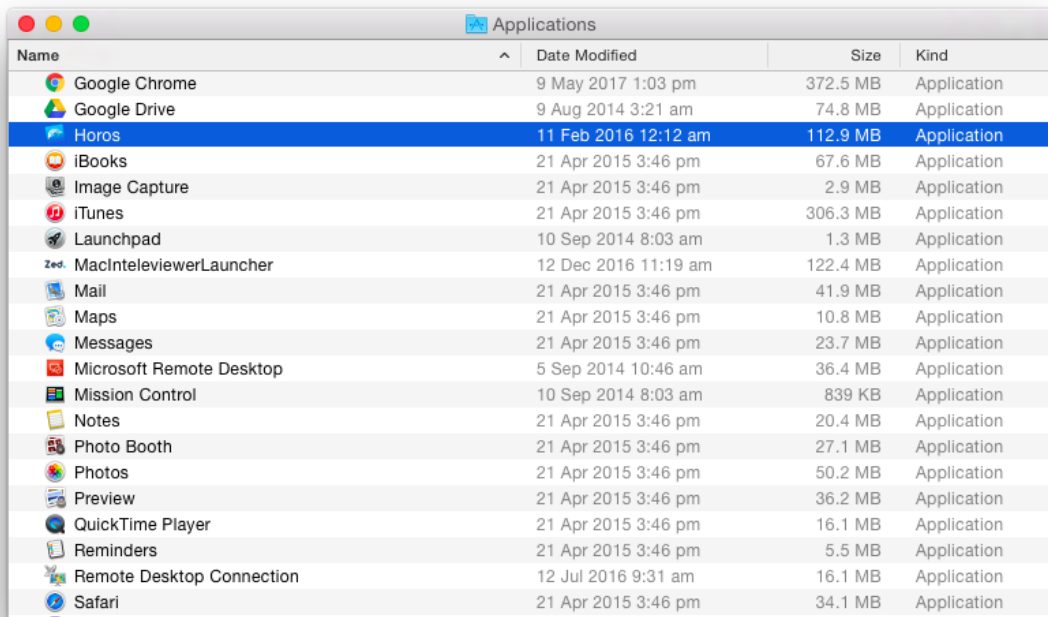 Applications
Name Date Modified Size Kind
Google Chrome 9 May 2017 1:03 pm 372.5 MB Application
Google Drive 9 Aug 2014 3:21 am 74.8 MB Application
Horos 11 Feb 2016 12:12 am 112.9 MB Application
iBooks 21 Apr 2015 3:46 pm 67.6 MB Application
Image Capture 21 Apr 2015 3:46 pm 2.9 MB Application
iTunes 21 Apr 2015 3:46 pm 306.3 MB Application
Launchpad 10 Sep 2014 8:03 am 1.3 MB Application
Zed. MacInteleviewerLauncher 12 Dec 2016 11:19 am 122.4 MB Application
Mail 21 Apr 2015 3:46 pm 41.9 MB Application
Maps 21 Apr 2015 3:46 pm 10.8 MB Application
Messages 21 Apr 2015 3:46 pm 23.7 MB Application
Microsoft Remote Desktop 5 Sep 2014 10:46 am 36.4 MB Application
Mission Control 10 Sep 2014 8:03 am 839 KB Application
Notes 21 Apr 2015 3:46 pm 20.4 MB Application
Photo Booth 21 Apr 2015 3:46 pm 27.1 MB Application
Photos 21 Apr 2015 3:46 pm 50.2 MB Application
Preview 21 Apr 2015 3:46 pm 36.2 MB Application
QuickTime Player 21 Apr 2015 3:46 pm 16.1 MB Application
Reminders 21 Apr 2015 3:46 pm 5.5 MB Application
Remote Desktop Connection 12 Jul 2016 9:31 am 16.1 MB Application
Safari 21 Apr 2015 3:46 pm 34.1 MB Application